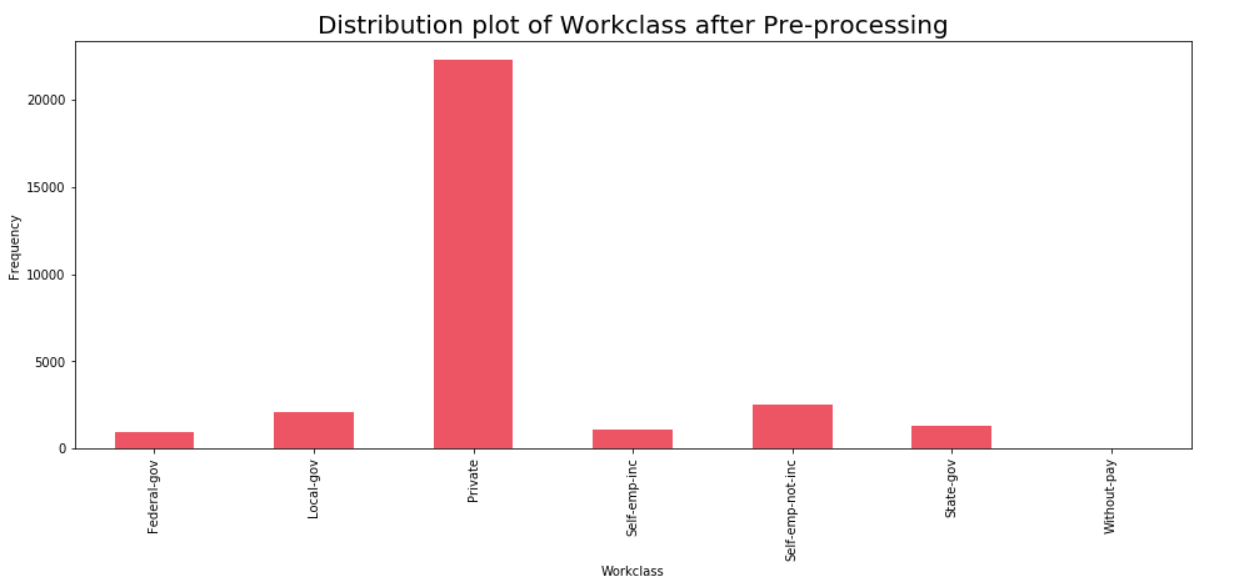 Distribution plot of Workclass after Pre-processing
Frequency
20000
15000
10000
5000
0
Federal-gov
Local-gov
Private
Self-emp-inc
Self-emp-not-inc
State-gov
Without-pay
Workclass